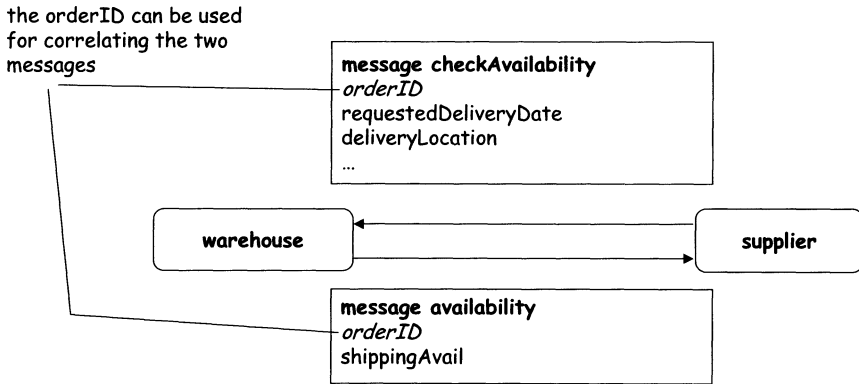 the orderID can be used
for correlating the two
messages
message checkAvailability
orderID
requestedDeliveryDate
deliveryLocation
...
warehouse
supplier
message availability
orderID
shippingAvail